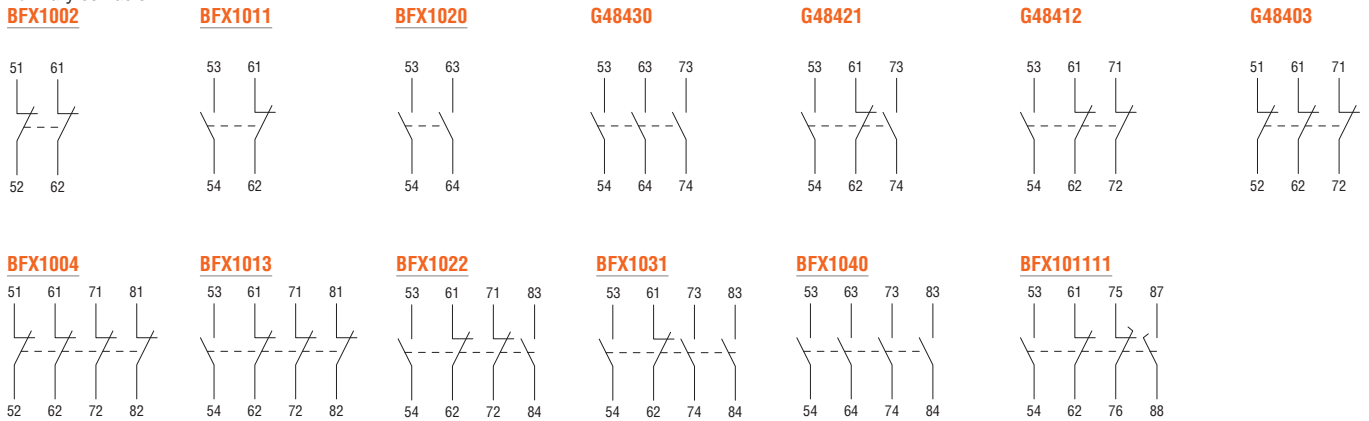 BFX1002 BFX1011 BFX1020 G48430 G48421 G48412 G48403
51 61 53 61 53 63 53 63 73 53 61 73 53 61 71 51 61 71
52 62 54 62 54 64 54 64 74 54 62 74 54 62 72 52 62 72
BFX1004 BFX1013 BFX1022 BFX1031 BFX1040 BFX101111
51 61 71 81 53 61 71 81 53 61 71 83 53 61 73 83 53 63 73 83 53 61 75 87
52 62 72 82 54 62 72 82 54 62 72 84 54 62 74 84 54 64 74 84 54 62 76 88